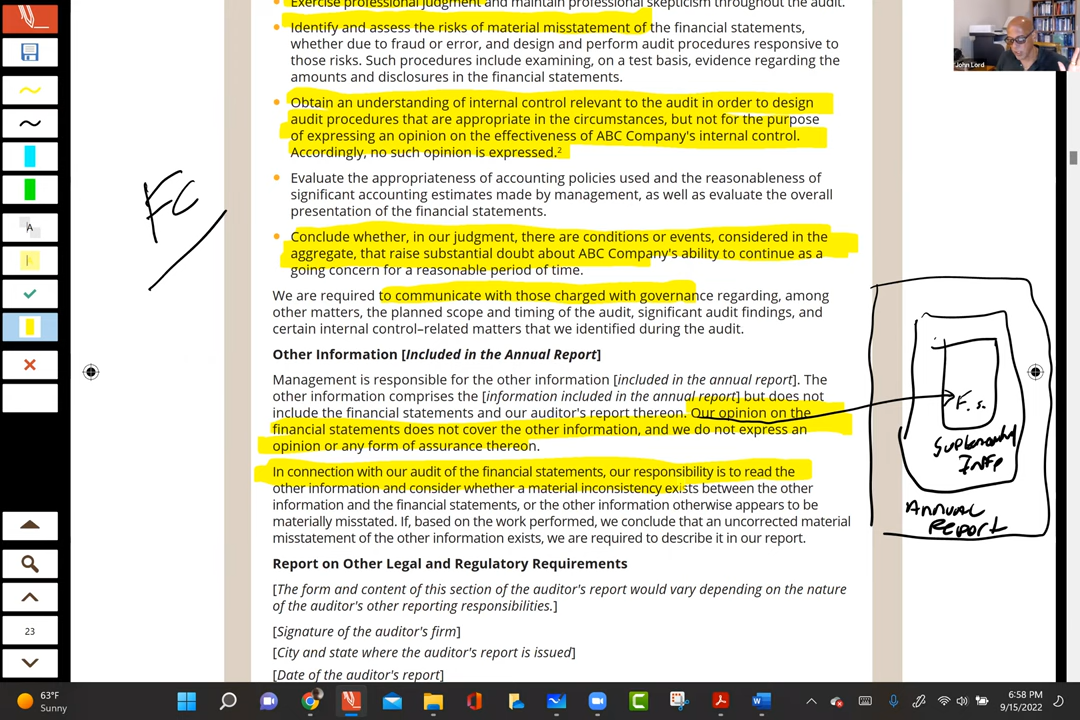 Exercise professional judgment and maintain professional skepticism throughout the audit.
Identify and assess the risks of material misstatement of the financial statements,
whether due to fraud or error, and design and perform audit procedures responsive to
those risks. Such procedures include examining, on a test basis, evidence regarding the
amounts and disclosures in the financial statements.
Obtain an understanding of internal control relevant to the audit in order to design
audit procedures that are appropriate in the circumstances, but not for the purpose
of expressing an opinion on the effectiveness of ABC Company's internal control.
Accordingly, no such opinion is expressed.²
Evaluate the appropriateness of accounting policies used and the reasonableness of
significant accounting estimates made by management, as well as evaluate the overall
presentation of the financial statements.
Conclude whether, in our judgment, there are conditions or events, considered in the
aggregate, that raise substantial doubt about ABC Company's ability to continue as a
going concern for a reasonable period of time.
We are required to communicate with those charged with governance regarding, among
other matters, the planned scope and timing of the audit, significant audit findings, and
certain internal control–related matters that we identified during the audit.
Other Information [Included in the Annual Report]
Management is responsible for the other information [included in the annual report]. The
other information comprises the [information included in the annual report] but does not
include the financial statements and our auditor's report thereon. Our opinion on the
financial statements does not cover the other information, and we do not express an
opinion or any form of assurance thereon.
In connection with our audit of the financial statements, our responsibility is to read the
other information and consider whether a material inconsistency exists between the other
information and the financial statements, or the other information otherwise appears to be
materially misstated. If, based on the work performed, we conclude that an uncorrected material
misstatement of the other information exists, we are required to describe it in our report.
Report on Other Legal and Regulatory Requirements
[The form and content of this section of the auditor's report would vary depending on the nature
of the auditor's other reporting responsibilities.]
[Signature of the auditor's firm]
[City and state where the auditor's report is issued]
[Date of the auditor's report]
FC
F.S.
Annual
Report
John Lord
A
23
63°F
Sunny
6:58 PM
9/15/2022